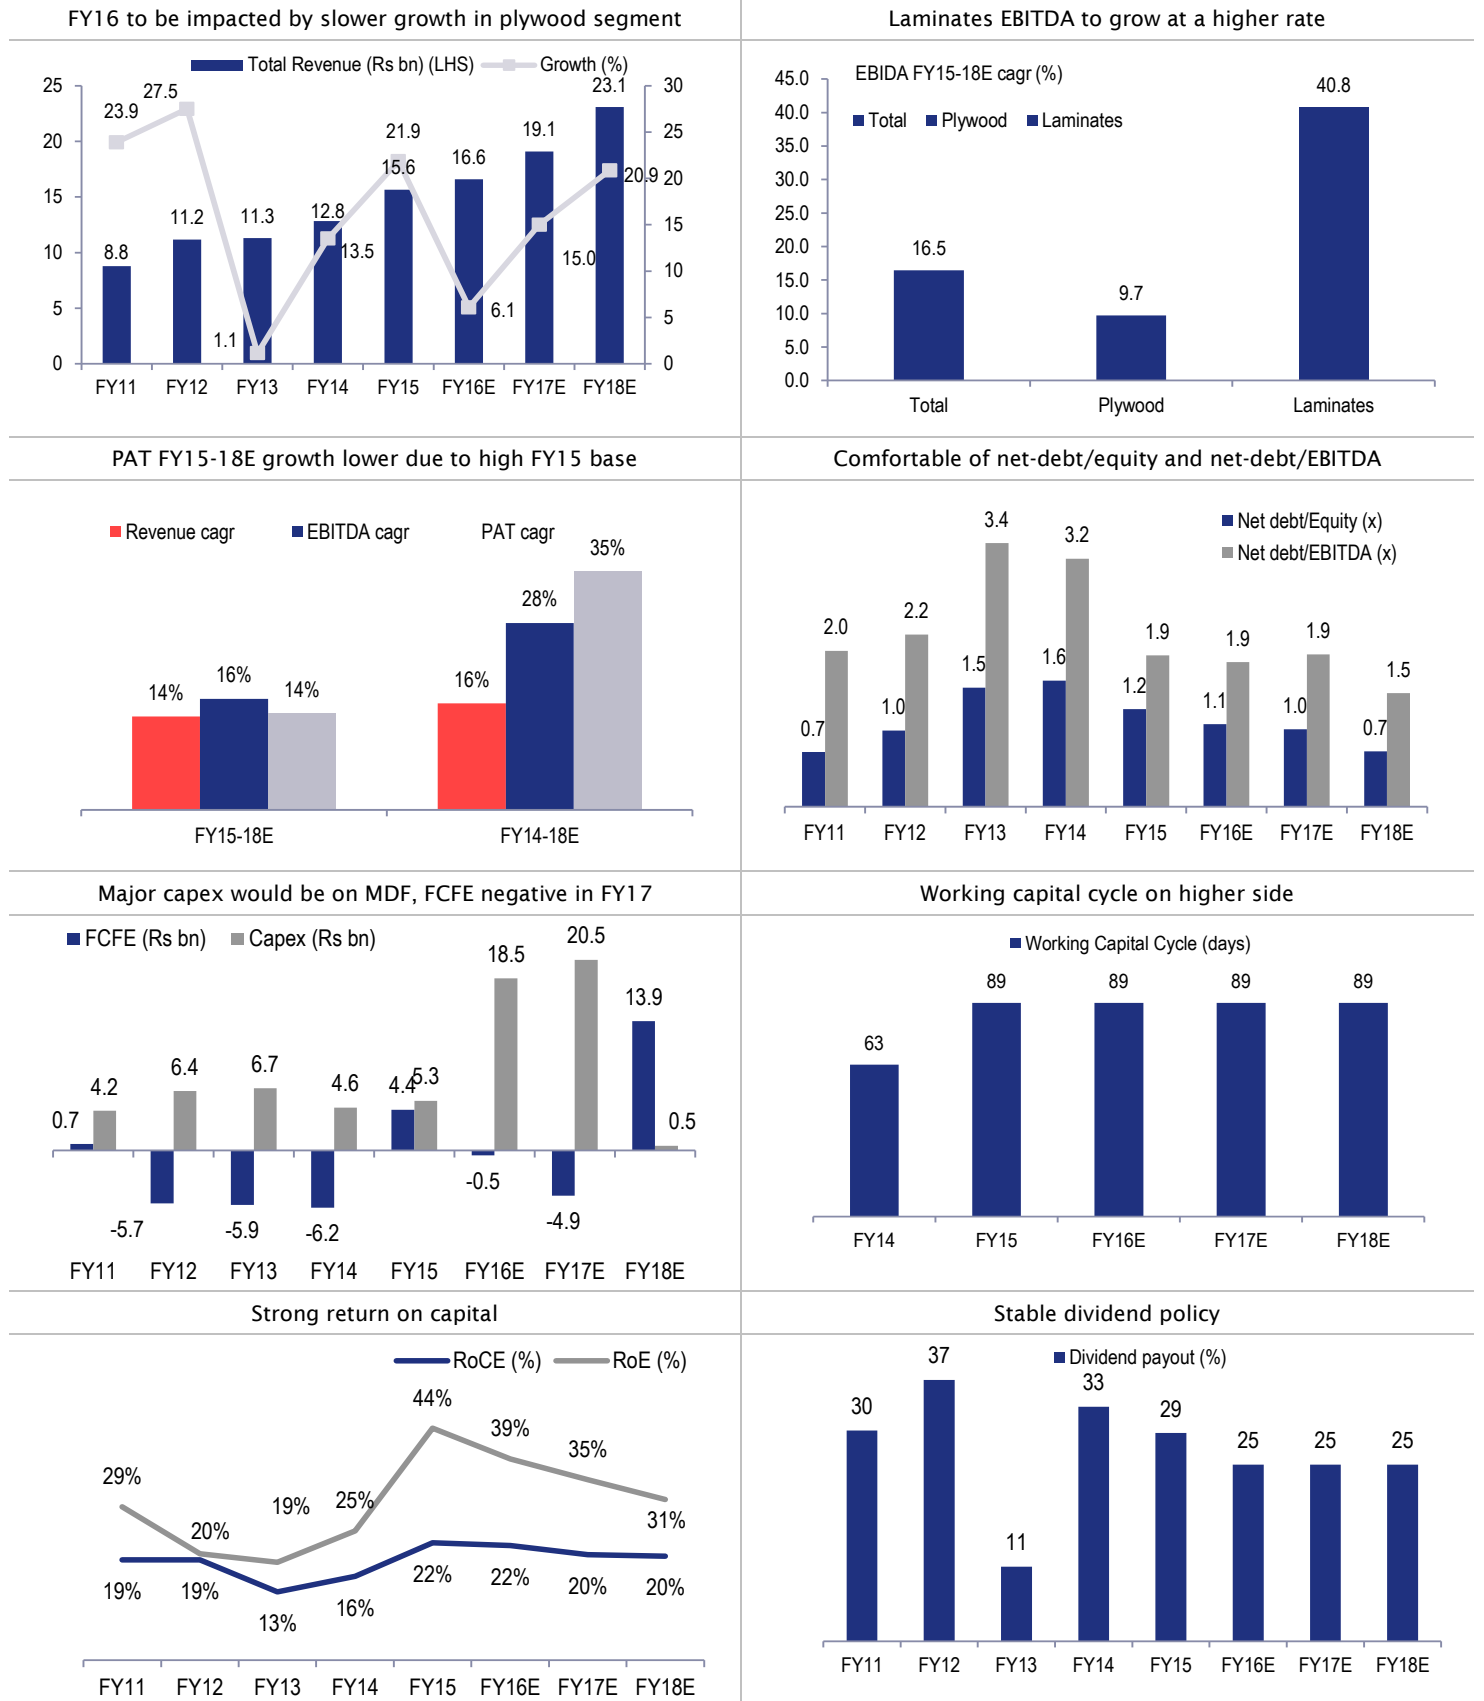 FY16 to be impacted by slower growth in plywood segment
Total Revenue (Rs bn) (LHS) Growth (%)
25 20 15 10 5 0
30 25 20 15 10 5 0
8.8 11.2 11.3 12.8 15.6 16.6 19.1 23.1
23.9 27.5 1.1 13.5 21.9 6.1 15.0 20.9
FY11 FY12 FY13 FY14 FY15 FY16E FY17E FY18E
Laminates EBITDA to grow at a higher rate
EBIDA FY15-18E cagr (%)
Total Plywood Laminates
45.0 40.0 35.0 30.0 25.0 20.0 15.0 10.0 5.0 0.0
16.5 9.7 40.8
Total Plywood Laminates
PAT FY15-18E growth lower due to high FY15 base
Revenue cagr EBITDA cagr PAT cagr
14% 16% 14% 16% 28% 35%
FY15-18E FY14-18E
Comfortable of net-debt/equity and net-debt/EBITDA
Net debt/Equity (x)
Net debt/EBITDA (x)
0.7 2.0 1.0 2.2 1.5 3.4 1.6 3.2 1.2 1.9 1.1 1.9 1.0 1.9 0.7 1.5
FY11 FY12 FY13 FY14 FY15 FY16E FY17E FY18E
Major capex would be on MDF, FCFE negative in FY17
FCFE (Rs bn) Capex (Rs bn)
0.7 4.2 -5.7 6.4 -5.9 6.7 -6.2 4.6 4.4 5.3 -0.5 18.5 -4.9 20.5 13.9 0.5
FY11 FY12 FY13 FY14 FY15 FY16E FY17E FY18E
Working capital cycle on higher side
Working Capital Cycle (days)
63 89 89 89 89
FY14 FY15 FY16E FY17E FY18E
Strong return on capital
RoCE (%) RoE (%)
29% 20% 19% 25% 44% 39% 35% 31%
19% 19% 13% 16% 22% 22% 20% 20%
FY11 FY12 FY13 FY14 FY15 FY16E FY17E FY18E
Stable dividend policy
Dividend payout (%)
30 37 11 33 29 25 25 25
FY11 FY12 FY13 FY14 FY15 FY16E FY17E FY18E